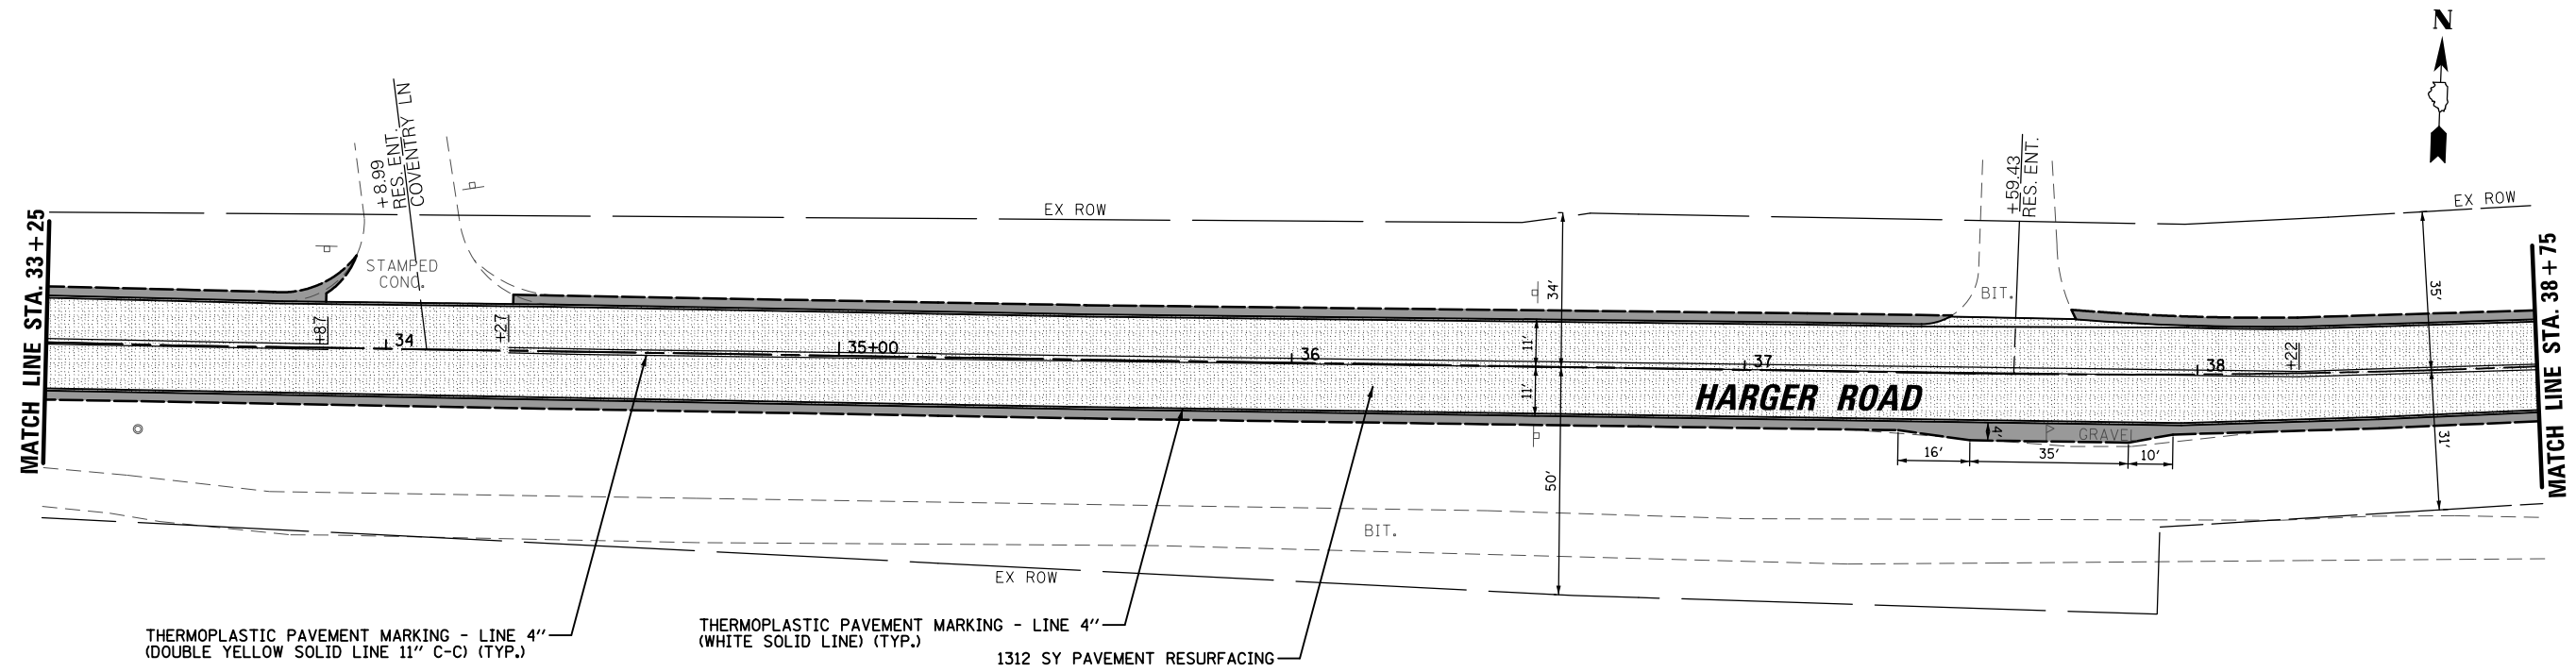 N
+8.99
RES. ENT.
COVENTRY LN
+59.43
RES. ENT.
EX ROW
EX ROW
MATCH LINE STA. 33+25
MATCH LINE STA. 38+75
STAMPED
CONC.
BIT.
34'
35'
+87
+27
34
35+00
36
37
38
+22
11'
11'
HARGER ROAD
4'
GRAVEL
31'
16'
35'
10'
50'
BIT.
EX ROW
THERMOPLASTIC PAVEMENT MARKING - LINE 4"
(DOUBLE YELLOW SOLID LINE 11" C-C) (TYP.)
THERMOPLASTIC PAVEMENT MARKING - LINE 4"
(WHITE SOLID LINE) (TYP.)
1312 SY PAVEMENT RESURFACING